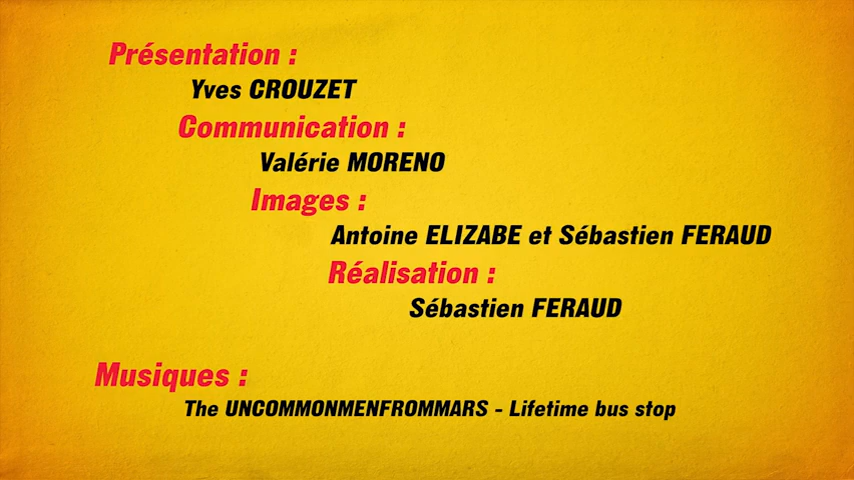 Présentation :
Yves CROUZET
Communication :
Valérie MORENO
Images :
Antoine ELIZABE et Sébastien FERAUD
Réalisation :
Sébastien FERAUD
Musiques :
The UNCOMMONMENFROMMARS - Lifetime bus stop